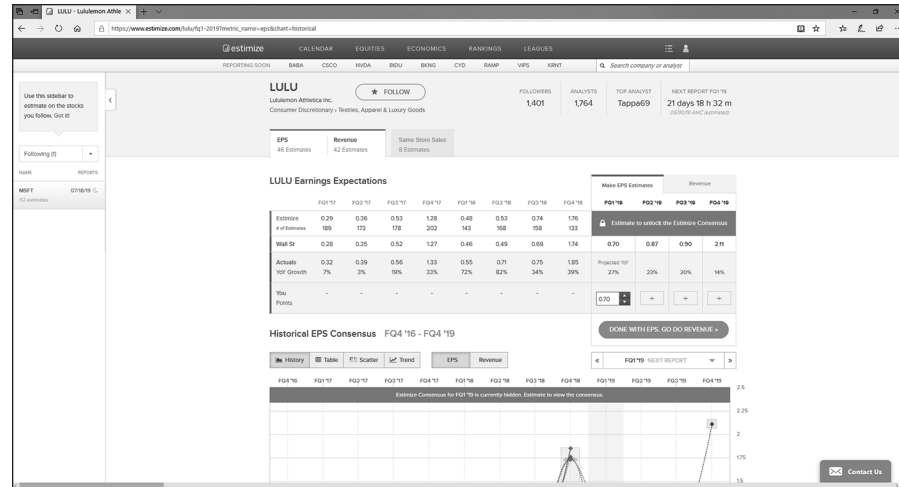 LULU - Lululemon Athle
https://www.estimize.com/lulu/fq1-2019?metric_name=eps&chart=historical
estimize CALENDAR EQUITIES ECONOMICS RANKINGS LEAGUES
REPORTING SOON BABA CSCO NVDA BIDU BKNG CYD RAMP VIPS KRNT Search company or analyst
Use this sidebar to
estimate on the stocks
you follow. Got It!
Following (1)
NAME REPORTS
MSFT 07/18/19
112 estimates
LULU
Lululemon Athletica Inc.
Consumer Discretionary › Textiles, Apparel & Luxury Goods
FOLLOW
FOLLOWERS ANALYSTS TOP ANALYST NEXT REPORT FQ1 '19
1,401 1,764 Tappa69 21 days 18 h 32 m
(estimated)
EPS Revenue Same Store Sales
46 Estimates 42 Estimates 9 Estimates
LULU Earnings Expectations
Make EPS Estimates Revenue
FQ1 '17 FQ2 '17 FQ3 '17 FQ4 '17 FQ1 '18 FQ2 '18 FQ3 '18 FQ4 '18 FQ1 '19 FQ2 '19 FQ3 '19 FQ4 '19
Estimize 0.29 0.36 0.53 1.28 0.48 0.53 0.74 1.76
# of Estimates 189 173 178 202 143 168 158 133
Estimate to unlock the Estimize Consensus
Wall St 0.28 0.35 0.52 1.27 0.46 0.49 0.69 1.74 0.70 0.87 0.90 2.11
Actuals 0.32 0.39 0.56 1.33 0.55 0.71 0.75 1.85 Projected YoY
YoY Growth 7% 3% 19% 33% 72% 82% 34% 39% 27% 23% 20% 14%
You - - - - - - - - 0.70 + + +
Points
DONE WITH EPS. GO DO REVENUE »
Historical EPS Consensus FQ4 '16 - FQ4 '19
History Table Scatter Trend EPS Revenue « FQ1 '19 NEXT REPORT »
FQ4 '16 FQ1 '17 FQ2 '17 FQ3 '17 FQ4 '17 FQ1 '18 FQ2 '18 FQ3 '18 FQ4 '18 FQ1 '19 FQ2 '19 FQ3 '19 FQ4 '19
2.5
Estimize Consensus for FQ1 '19 is currently hidden. Estimate to view the consensus.
2.25
2
1.75
1.5
Contact Us